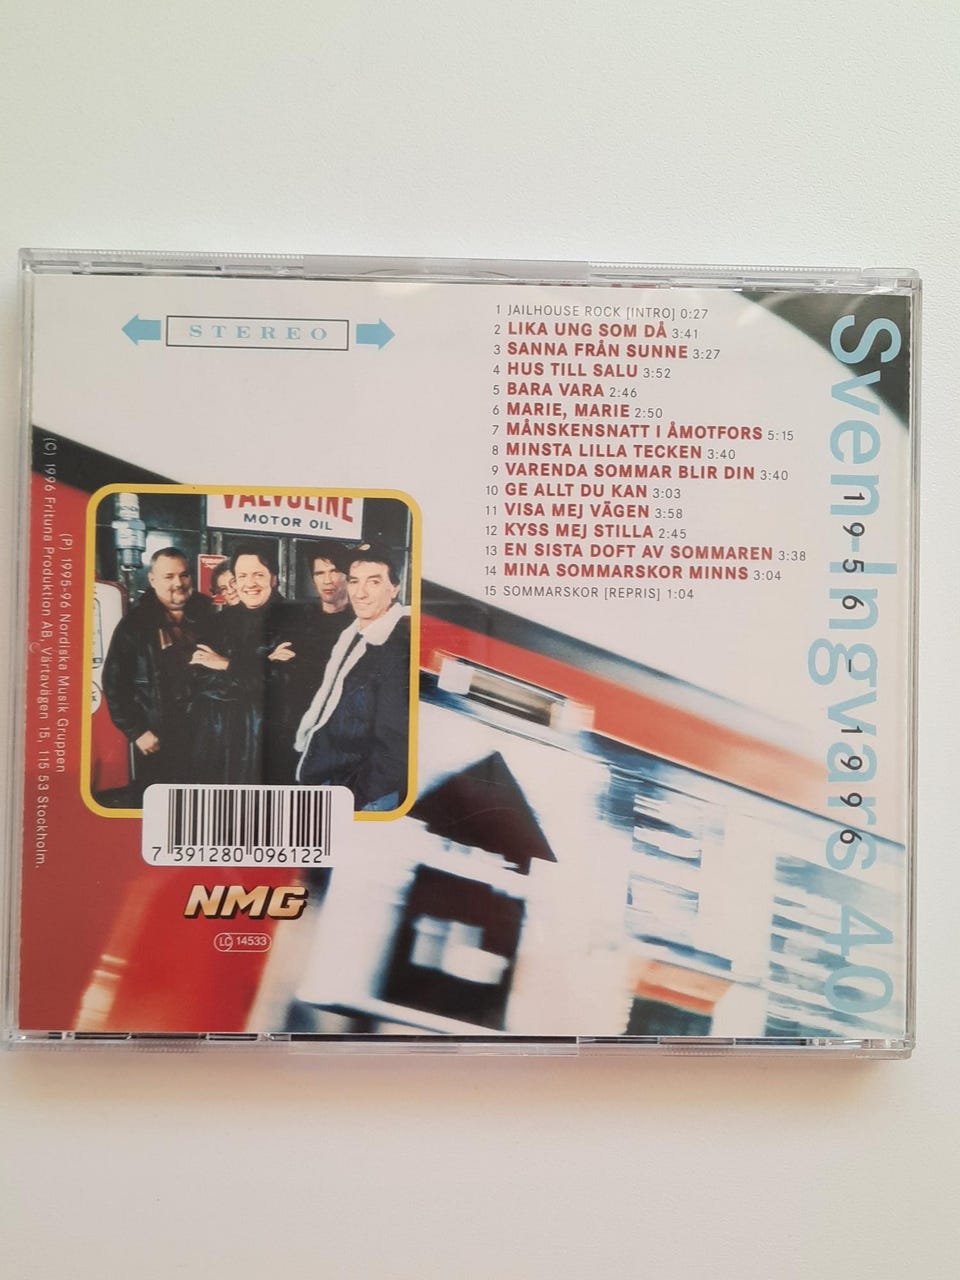 STEREO
1 JAILHOUSE ROCK [INTRO] 0:27
2 LIKA UNG SOM DÅ 3:41
3 SANNA FRÅN SUNNE 3:27
4 HUS TILL SALU 3:52
5 BARA VARA 2:46
6 MARIE, MARIE 2:50
7 MÅNSKENSNATT I ÅMOTFORS 5:15
8 MINSTA LILLA TECKEN 3:40
9 VARENDA SOMMAR BLIR DIN 3:40
10 GE ALLT DU KAN 3:03
11 VISA MEJ VÄGEN 3:58
12 KYSS MEJ STILLA 2:45
13 EN SISTA DOFT AV SOMMAREN 3:38
14 MINA SOMMARSKOR MINNS 3:04
15 SOMMARSKOR [REPRIS] 1:04
Sven-Ingvars 40
1956-1996
VALVOLINE
MOTOR OIL
(P) 1995-96 Nordiska Musik Gruppen
(C) 1996 Frituna Produktion AB, Värtavägen 15, 115 53 Stockholm.
7 391280 096122
NMG
LC 14533